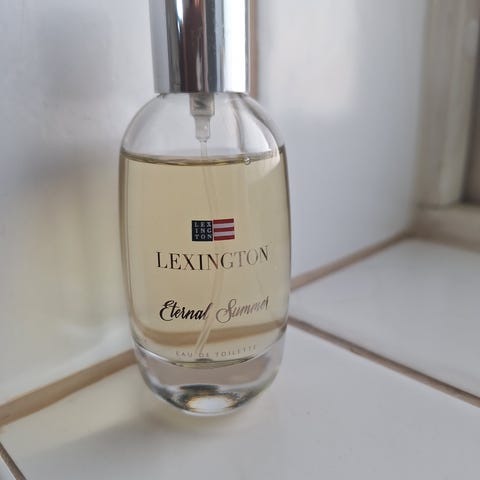 LEX
ING
TON
LEXINGTON
Eternal Summer
EAU DE TOILETTE